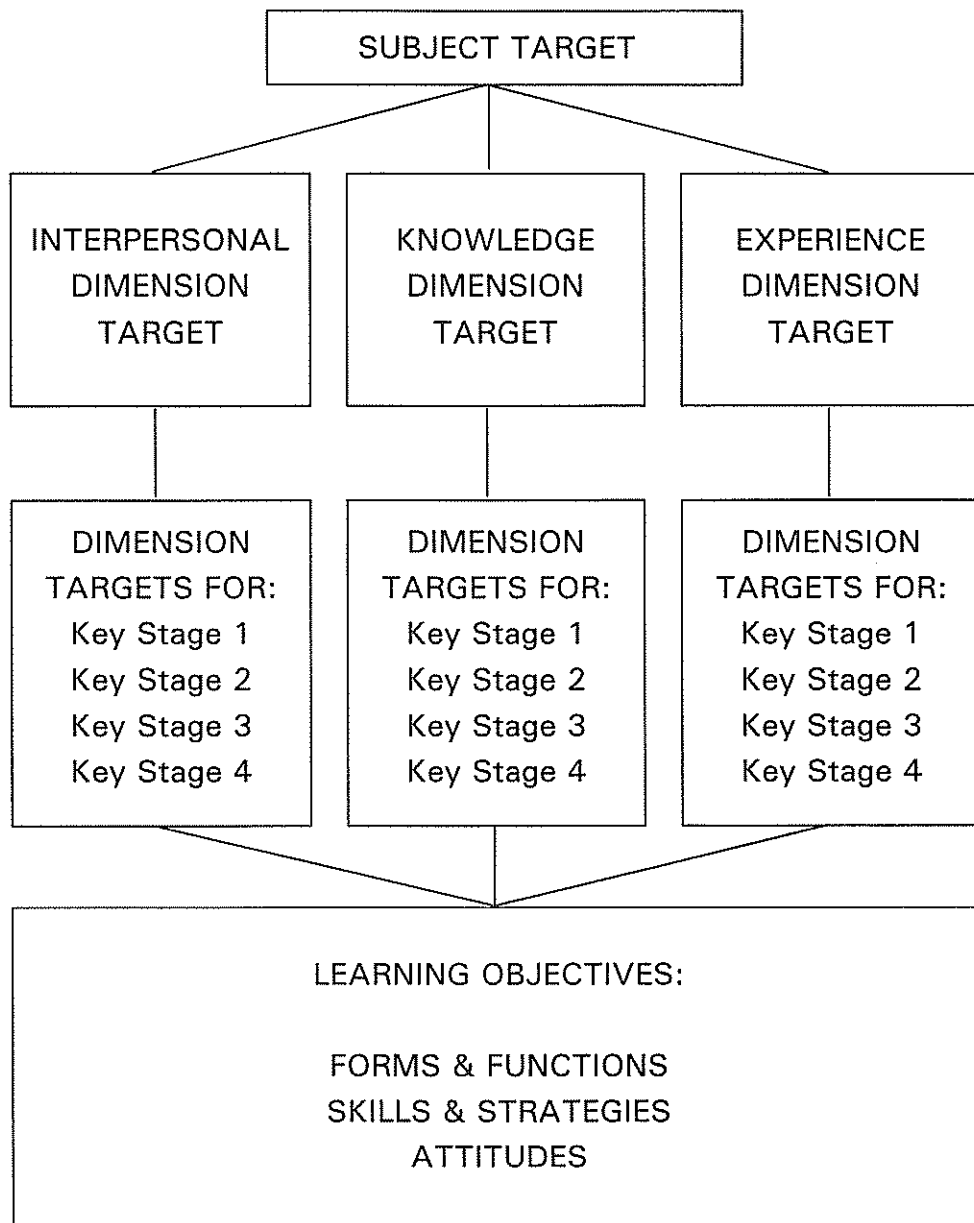 SUBJECT TARGET
INTERPERSONAL
DIMENSION
TARGET
KNOWLEDGE
DIMENSION
TARGET
EXPERIENCE
DIMENSION
TARGET
DIMENSION
TARGETS FOR:
Key Stage 1
Key Stage 2
Key Stage 3
Key Stage 4
DIMENSION
TARGETS FOR:
Key Stage 1
Key Stage 2
Key Stage 3
Key Stage 4
DIMENSION
TARGETS FOR:
Key Stage 1
Key Stage 2
Key Stage 3
Key Stage 4
LEARNING OBJECTIVES:
FORMS & FUNCTIONS
SKILLS & STRATEGIES
ATTITUDES